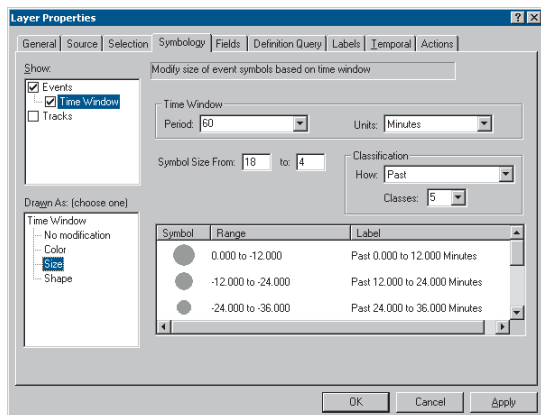 Layer Properties
General Source Selection Symbology Fields Definition Query Labels Temporal Actions
Show:
Events
Time Window
Tracks
Modify size of event symbols based on time window
Time Window
Period: 60 Units: Minutes
Symbol Size From: 18 to: 4
Classification
How: Past
Classes: 5
Drawn As: (choose one)
Time Window
No modification
Color
Size
Shape
Symbol Range Label
0.000 to -12.000 Past 0.000 to 12.000 Minutes
-12.000 to -24.000 Past 12.000 to 24.000 Minutes
-24.000 to -36.000 Past 24.000 to 36.000 Minutes
OK Cancel Apply